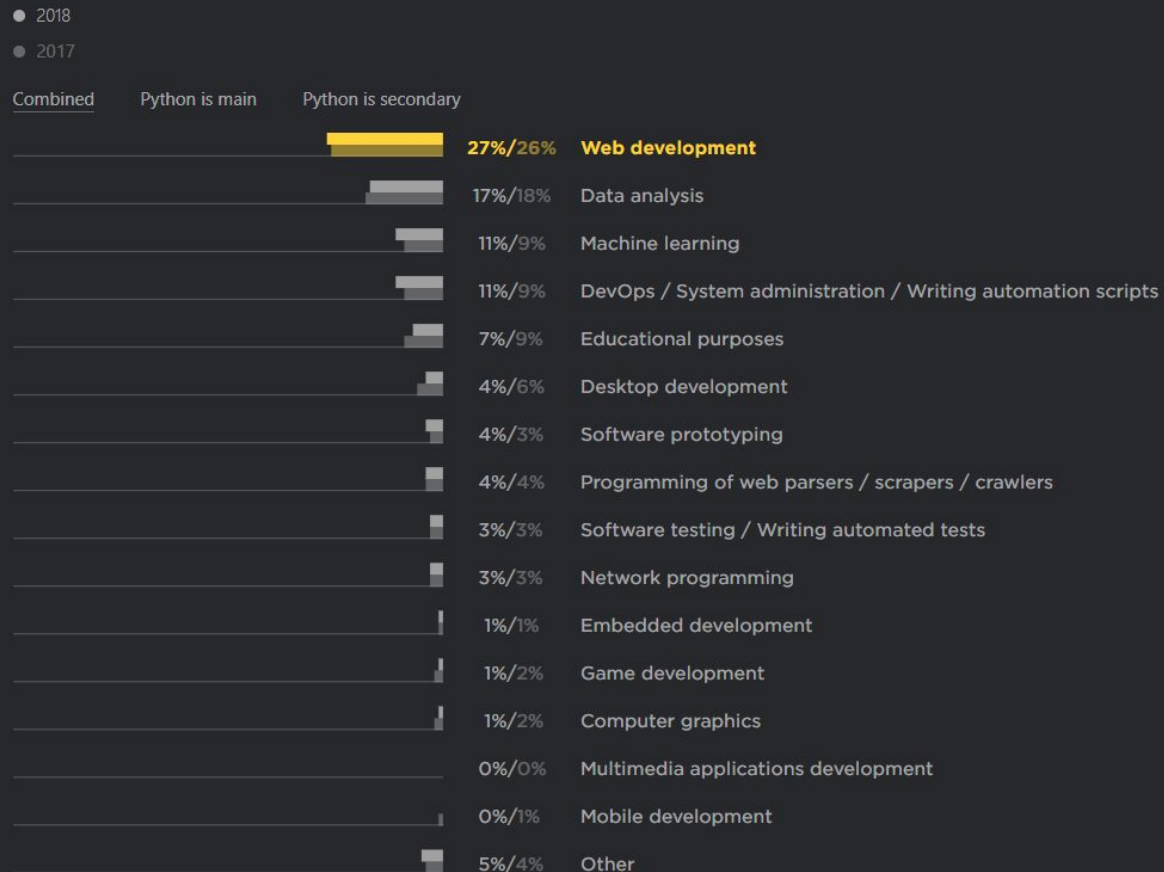 2018
2017
Combined Python is main Python is secondary
27%/26% Web development
17%/18% Data analysis
11%/9% Machine learning
11%/9% DevOps / System administration / Writing automation scripts
7%/9% Educational purposes
4%/6% Desktop development
4%/3% Software prototyping
4%/4% Programming of web parsers / scrapers / crawlers
3%/3% Software testing / Writing automated tests
3%/3% Network programming
1%/1% Embedded development
1%/2% Game development
1%/2% Computer graphics
0%/0% Multimedia applications development
0%/1% Mobile development
5%/4% Other